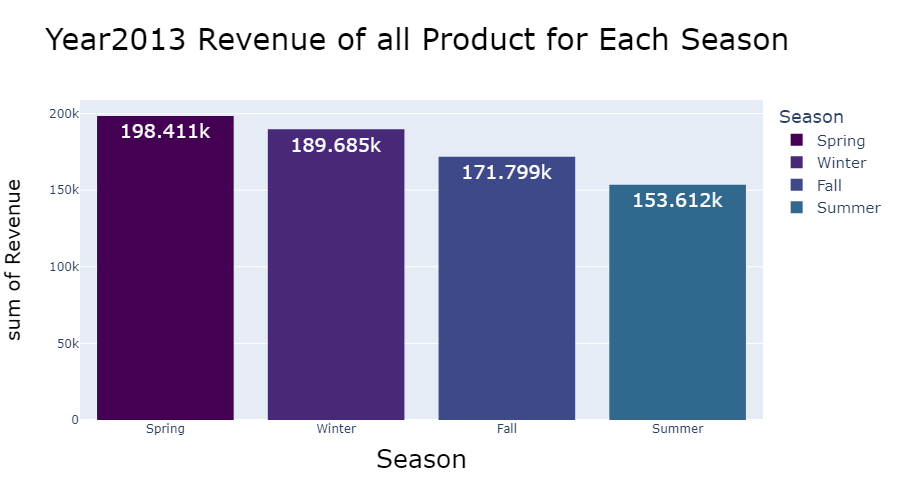 Year2013 Revenue of all Product for Each Season
sum of Revenue
200k
150k
100k
50k
0
198.411k
189.685k
171.799k
153.612k
Spring
Winter
Fall
Summer
Season
Season
Spring
Winter
Fall
Summer